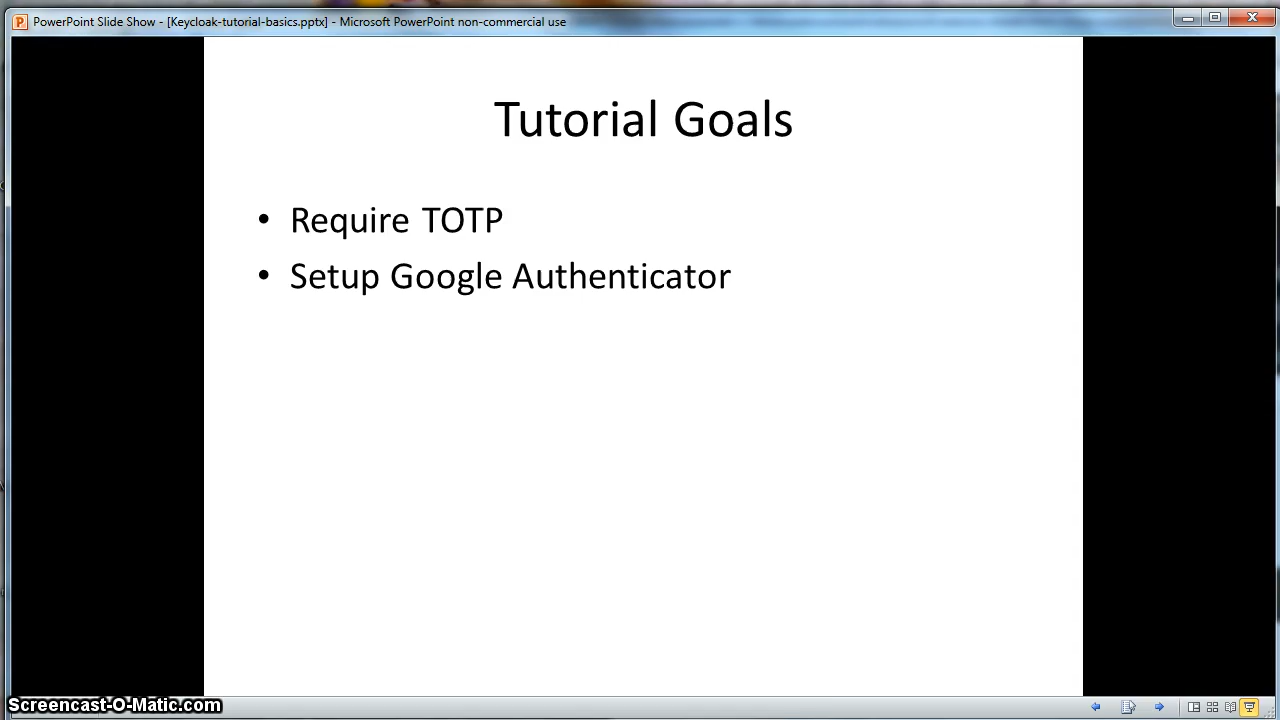 PowerPoint Slide Show - [Keycloak-tutorial-basics.pptx] - Microsoft PowerPoint non-commercial use
Tutorial Goals
• Require TOTP
• Setup Google Authenticator
Screencast-O-Matic.com